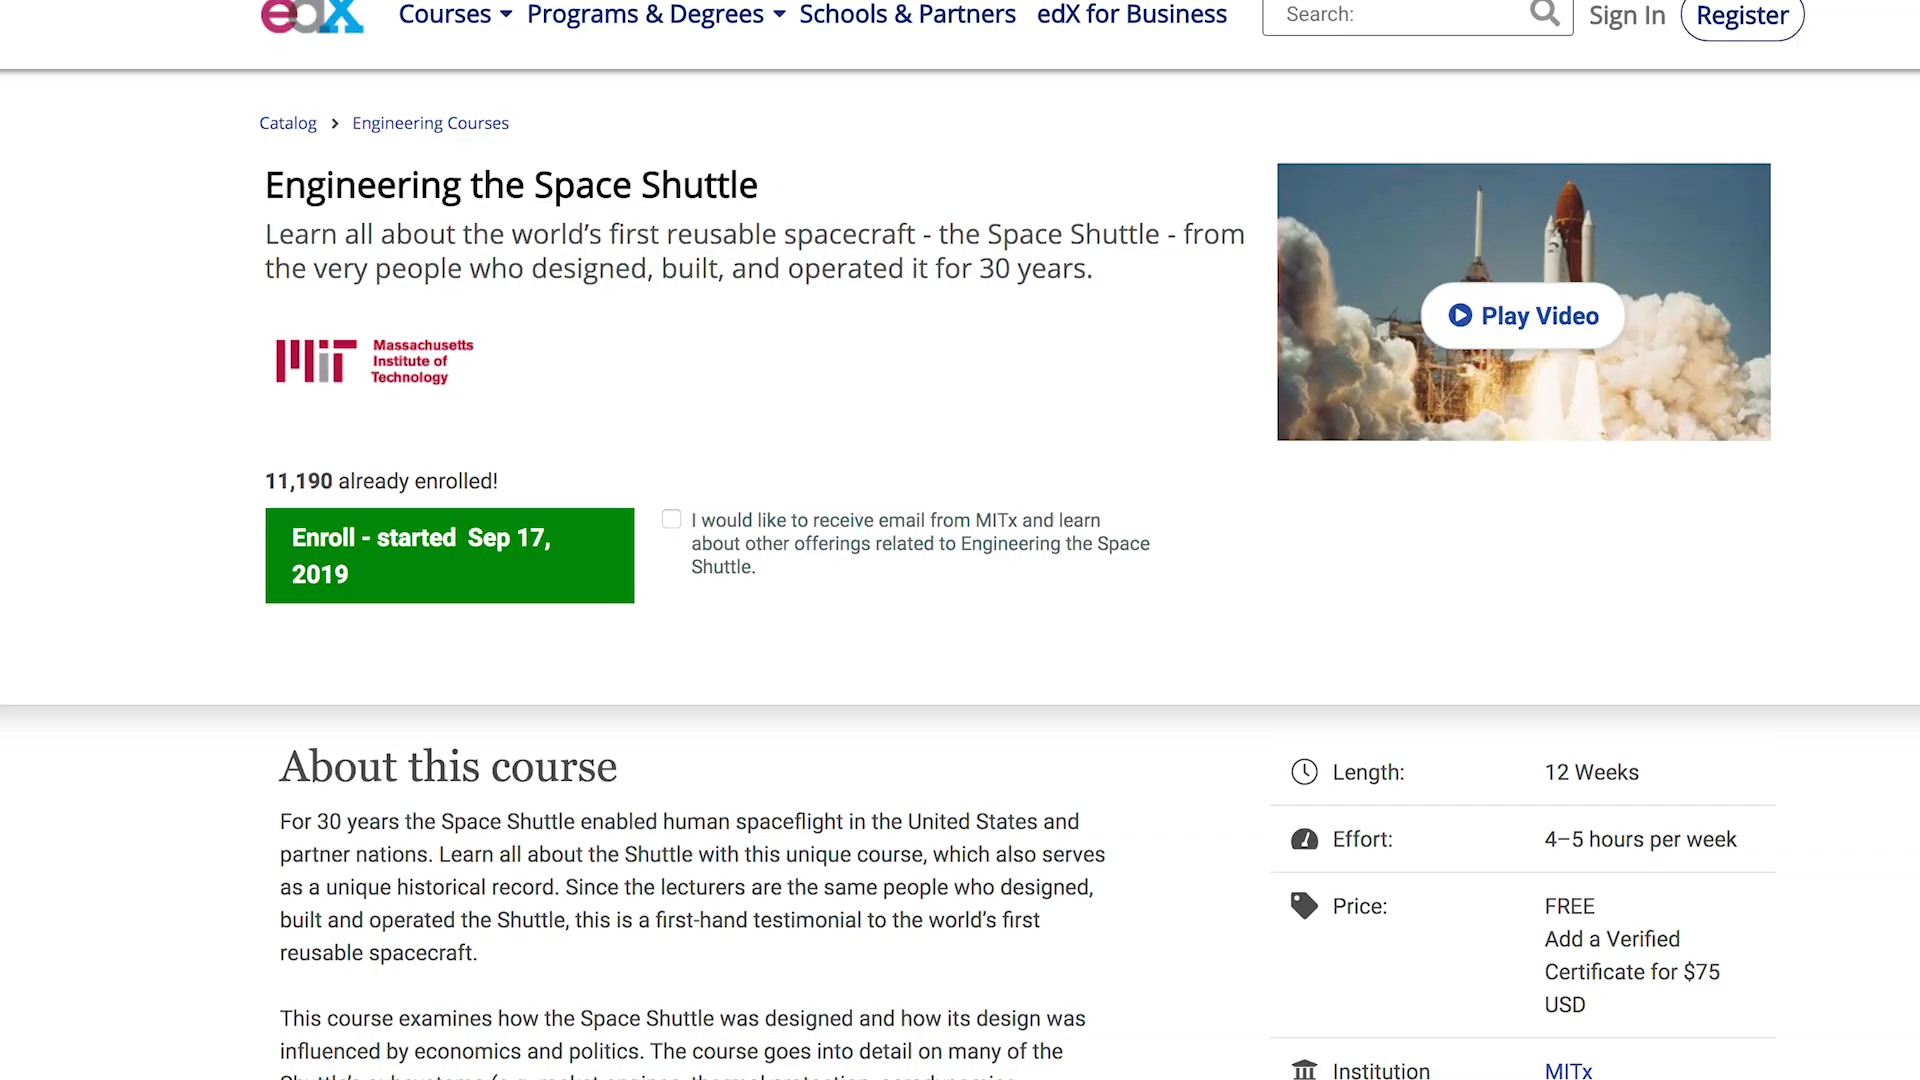 edX Courses Programs & Degrees Schools & Partners edX for Business Search: Sign In Register
Catalog > Engineering Courses
Engineering the Space Shuttle
Learn all about the world’s first reusable spacecraft - the Space Shuttle - from
the very people who designed, built, and operated it for 30 years.
Play Video
MIT Massachusetts
Institute of
Technology
11,190 already enrolled!
Enroll - started Sep 17,
2019
I would like to receive email from MITx and learn
about other offerings related to Engineering the Space
Shuttle.
About this course
For 30 years the Space Shuttle enabled human spaceflight in the United States and
partner nations. Learn all about the Shuttle with this unique course, which also serves
as a unique historical record. Since the lecturers are the same people who designed,
built and operated the Shuttle, this is a first-hand testimonial to the world’s first
reusable spacecraft.
This course examines how the Space Shuttle was designed and how its design was
influenced by economics and politics. The course goes into detail on many of the
Length: 12 Weeks
Effort: 4–5 hours per week
Price: FREE
Add a Verified
Certificate for $75
USD
Institution MITx